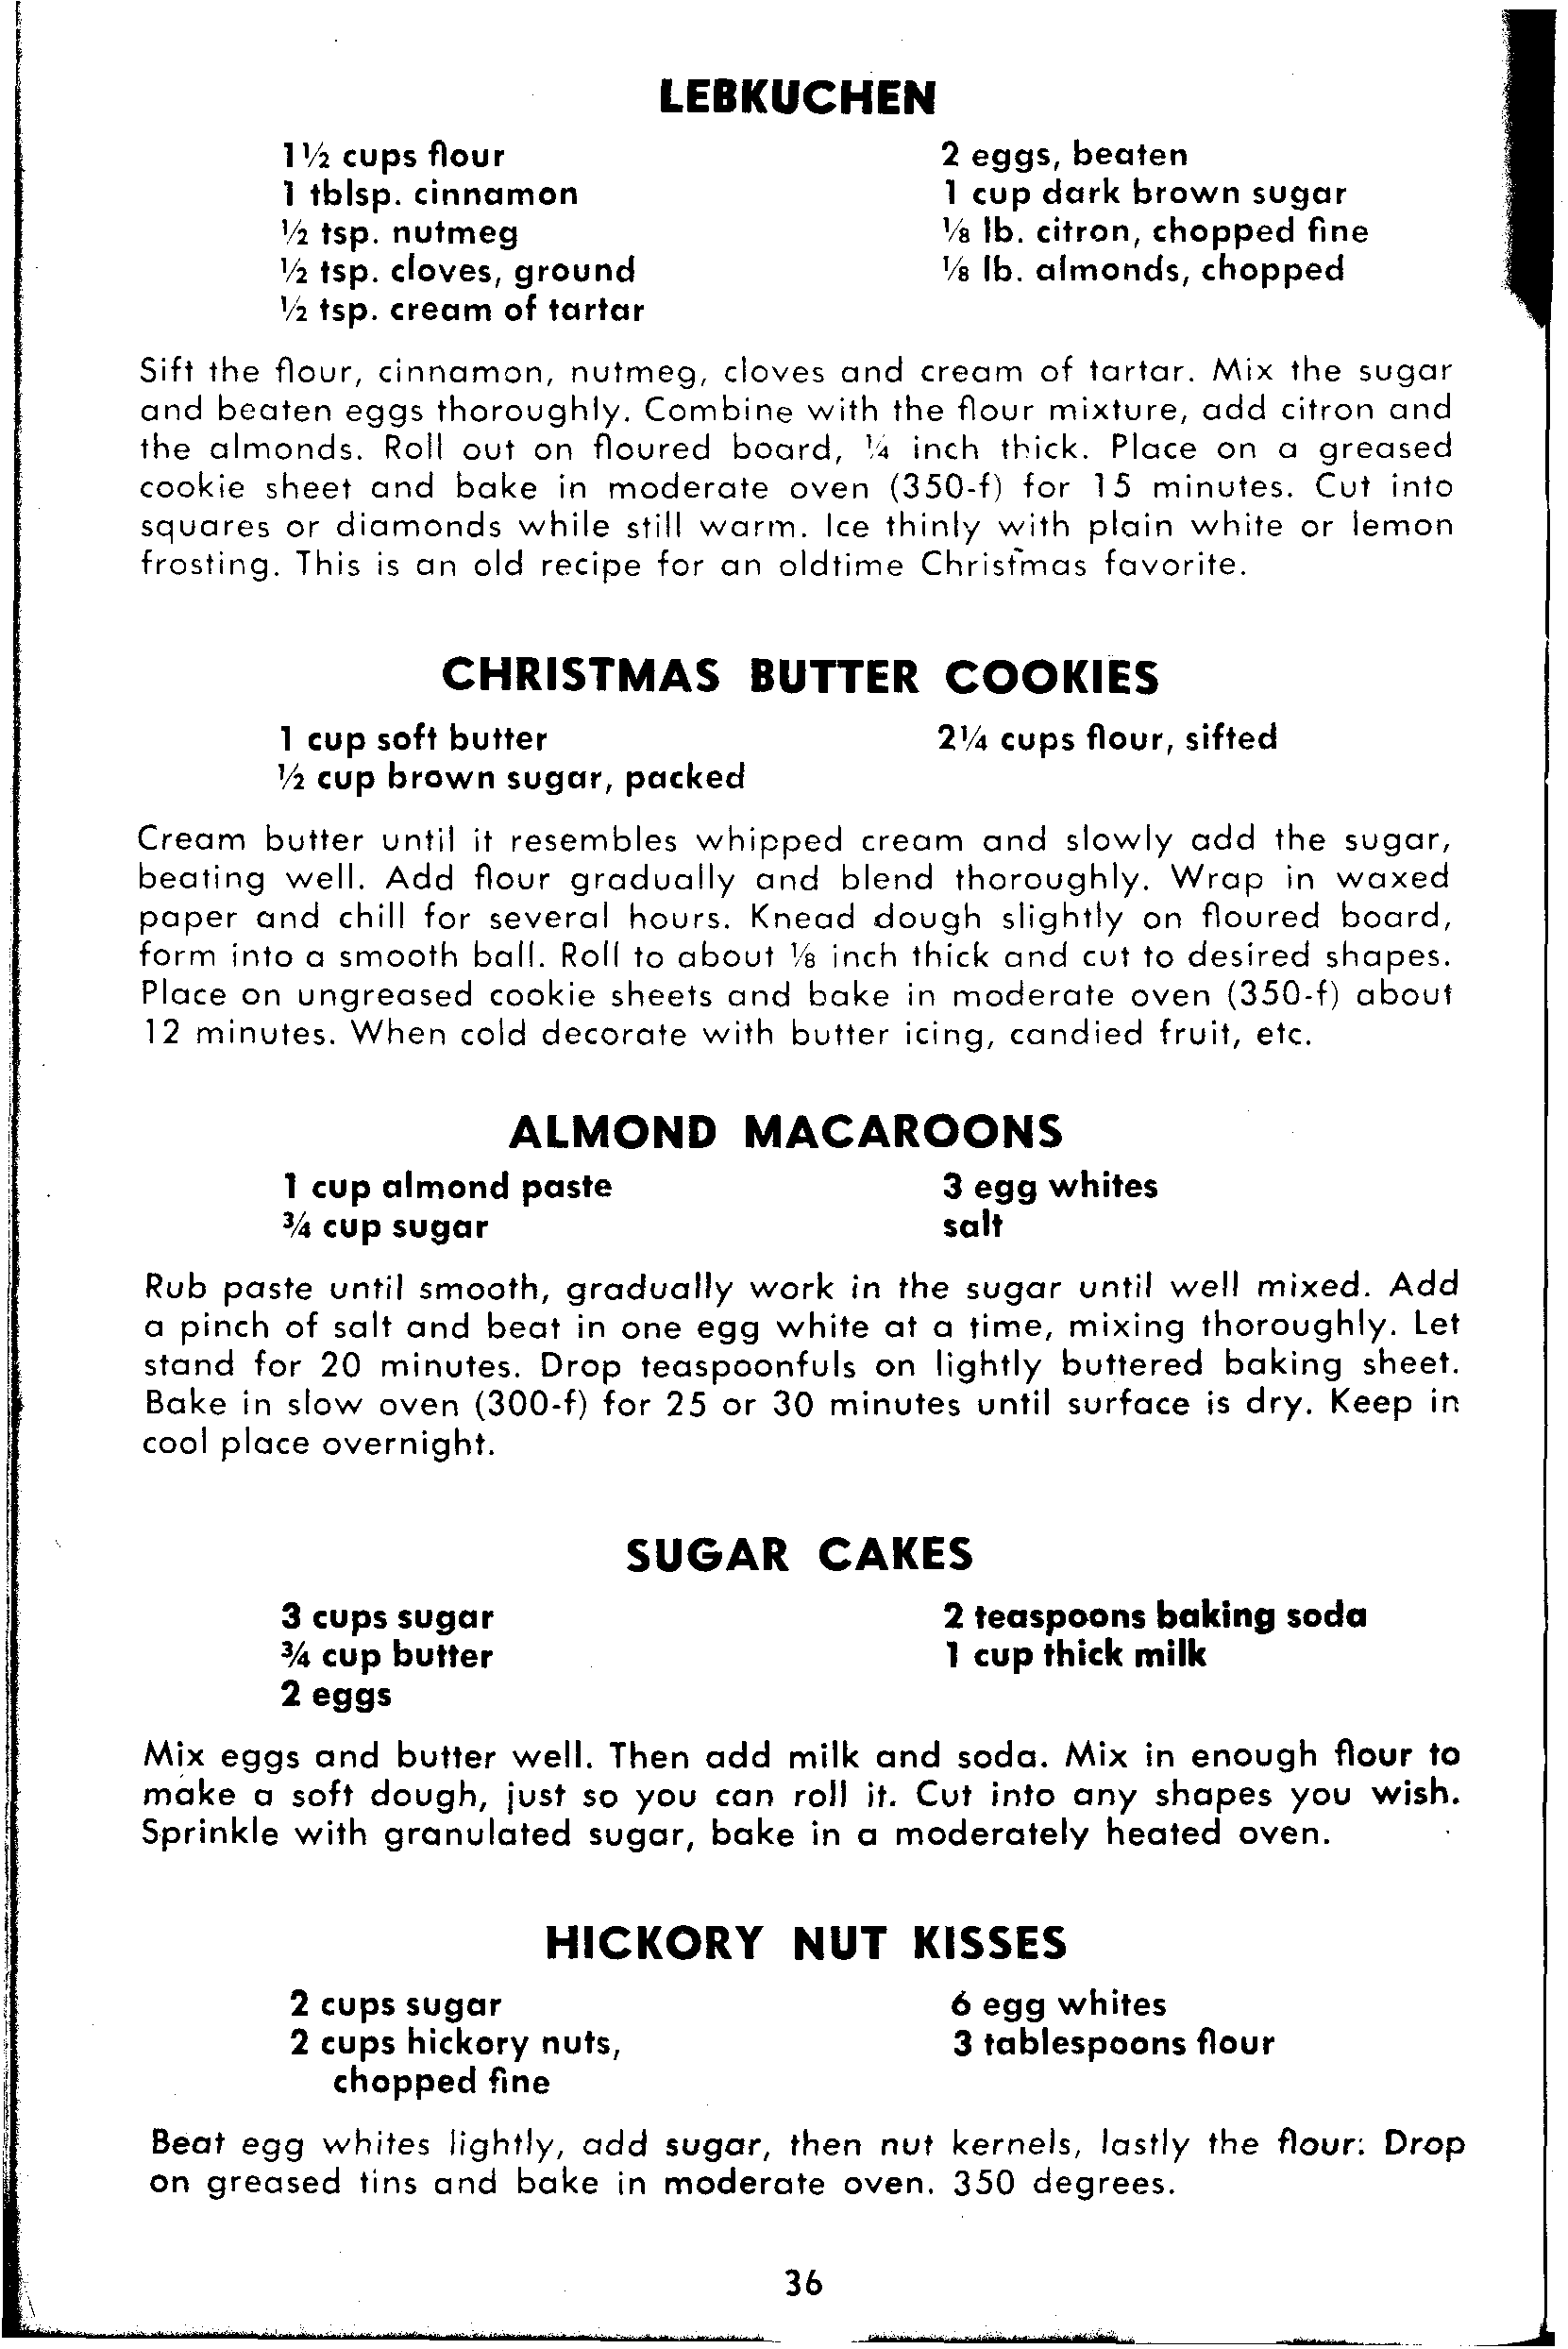 LEBKUCHEN
1½ cups flour
1 tblsp. cinnamon
½ tsp. nutmeg
½ tsp. cloves, ground
½ tsp. cream of tartar
2 eggs, beaten
1 cup dark brown sugar
⅛ lb. citron, chopped fine
⅛ lb. almonds, chopped
Sift the flour, cinnamon, nutmeg, cloves and cream of tartar. Mix the sugar
and beaten eggs thoroughly. Combine with the flour mixture, add citron and
the almonds. Roll out on floured board, ¼ inch thick. Place on a greased
cookie sheet and bake in moderate oven (350-f) for 15 minutes. Cut into
squares or diamonds while still warm. Ice thinly with plain white or lemon
frosting. This is an old recipe for an oldtime Christmas favorite.
CHRISTMAS BUTTER COOKIES
1 cup soft butter
½ cup brown sugar, packed
2¼ cups flour, sifted
Cream butter until it resembles whipped cream and slowly add the sugar,
beating well. Add flour gradually and blend thoroughly. Wrap in waxed
paper and chill for several hours. Knead dough slightly on floured board,
form into a smooth ball. Roll to about ⅛ inch thick and cut to desired shapes.
Place on ungreased cookie sheets and bake in moderate oven (350-f) about
12 minutes. When cold decorate with butter icing, candied fruit, etc.
ALMOND MACAROONS
1 cup almond paste
¾ cup sugar
3 egg whites
salt
Rub paste until smooth, gradually work in the sugar until well mixed. Add
a pinch of salt and beat in one egg white at a time, mixing thoroughly. Let
stand for 20 minutes. Drop teaspoonfuls on lightly buttered baking sheet.
Bake in slow oven (300-f) for 25 or 30 minutes until surface is dry. Keep in
cool place overnight.
SUGAR CAKES
3 cups sugar
¾ cup butter
2 eggs
2 teaspoons baking soda
1 cup thick milk
Mix eggs and butter well. Then add milk and soda. Mix in enough flour to
make a soft dough, just so you can roll it. Cut into any shapes you wish.
Sprinkle with granulated sugar, bake in a moderately heated oven.
HICKORY NUT KISSES
2 cups sugar
2 cups hickory nuts,
chopped fine
6 egg whites
3 tablespoons flour
Beat egg whites lightly, add sugar, then nut kernels, lastly the flour: Drop
on greased tins and bake in moderate oven. 350 degrees.
36